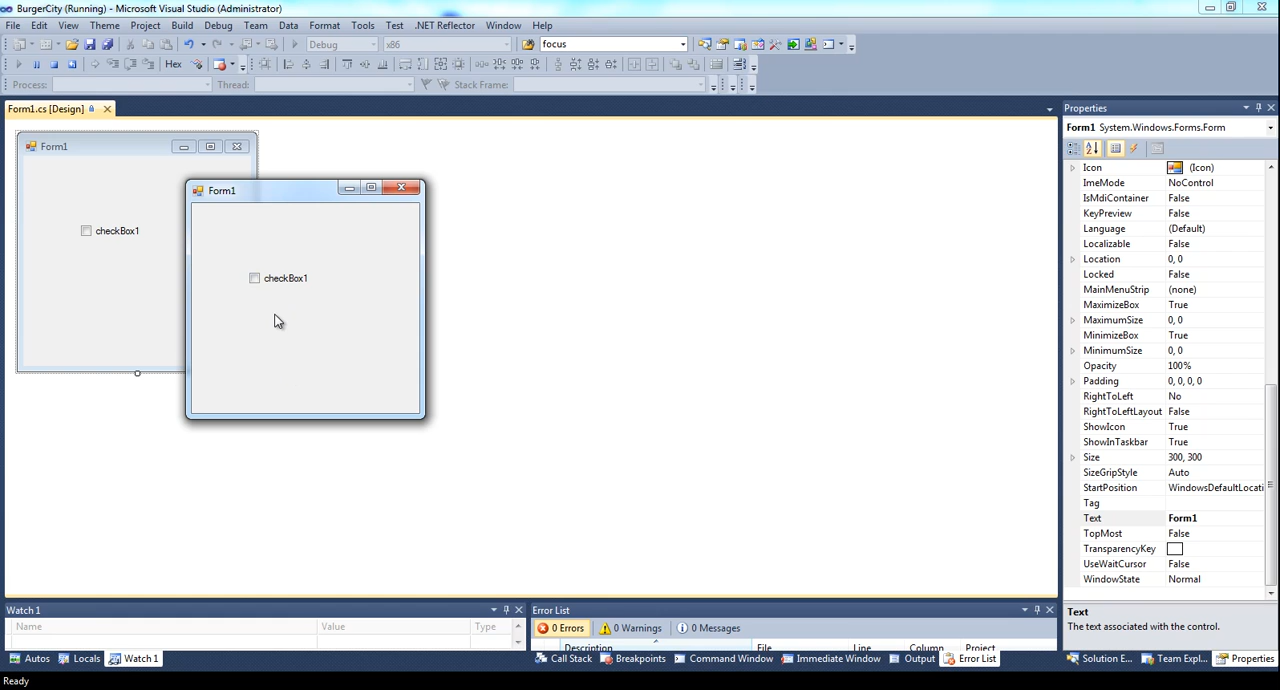 BurgerCity (Running) - Microsoft Visual Studio (Administrator)
File Edit View Theme Project Build Debug Team Data Format Tools Test .NET Reflector Window Help
Debug x86 focus
Hex
Process: Thread: Stack Frame:
Form1.cs [Design]
Form1
checkBox1
Form1
checkBox1
Properties
Form1 System.Windows.Forms.Form
Icon (Icon)
ImeMode NoControl
IsMdiContainer False
KeyPreview False
Language (Default)
Localizable False
Location 0, 0
Locked False
MainMenuStrip (none)
MaximizeBox True
MaximumSize 0, 0
MinimizeBox True
MinimumSize 0, 0
Opacity 100%
Padding 0, 0, 0, 0
RightToLeft No
RightToLeftLayout False
ShowIcon True
ShowInTaskbar True
Size 300, 300
SizeGripStyle Auto
StartPosition WindowsDefaultLocati
Tag
Text Form1
TopMost False
TransparencyKey
UseWaitCursor False
WindowState Normal
Text
The text associated with the control.
Watch 1
Name Value Type
Error List
0 Errors 0 Warnings 0 Messages
Description File Line Column Project
Autos Locals Watch 1
Call Stack Breakpoints Command Window Immediate Window Output Error List
Solution E... Team Expl... Properties
Ready